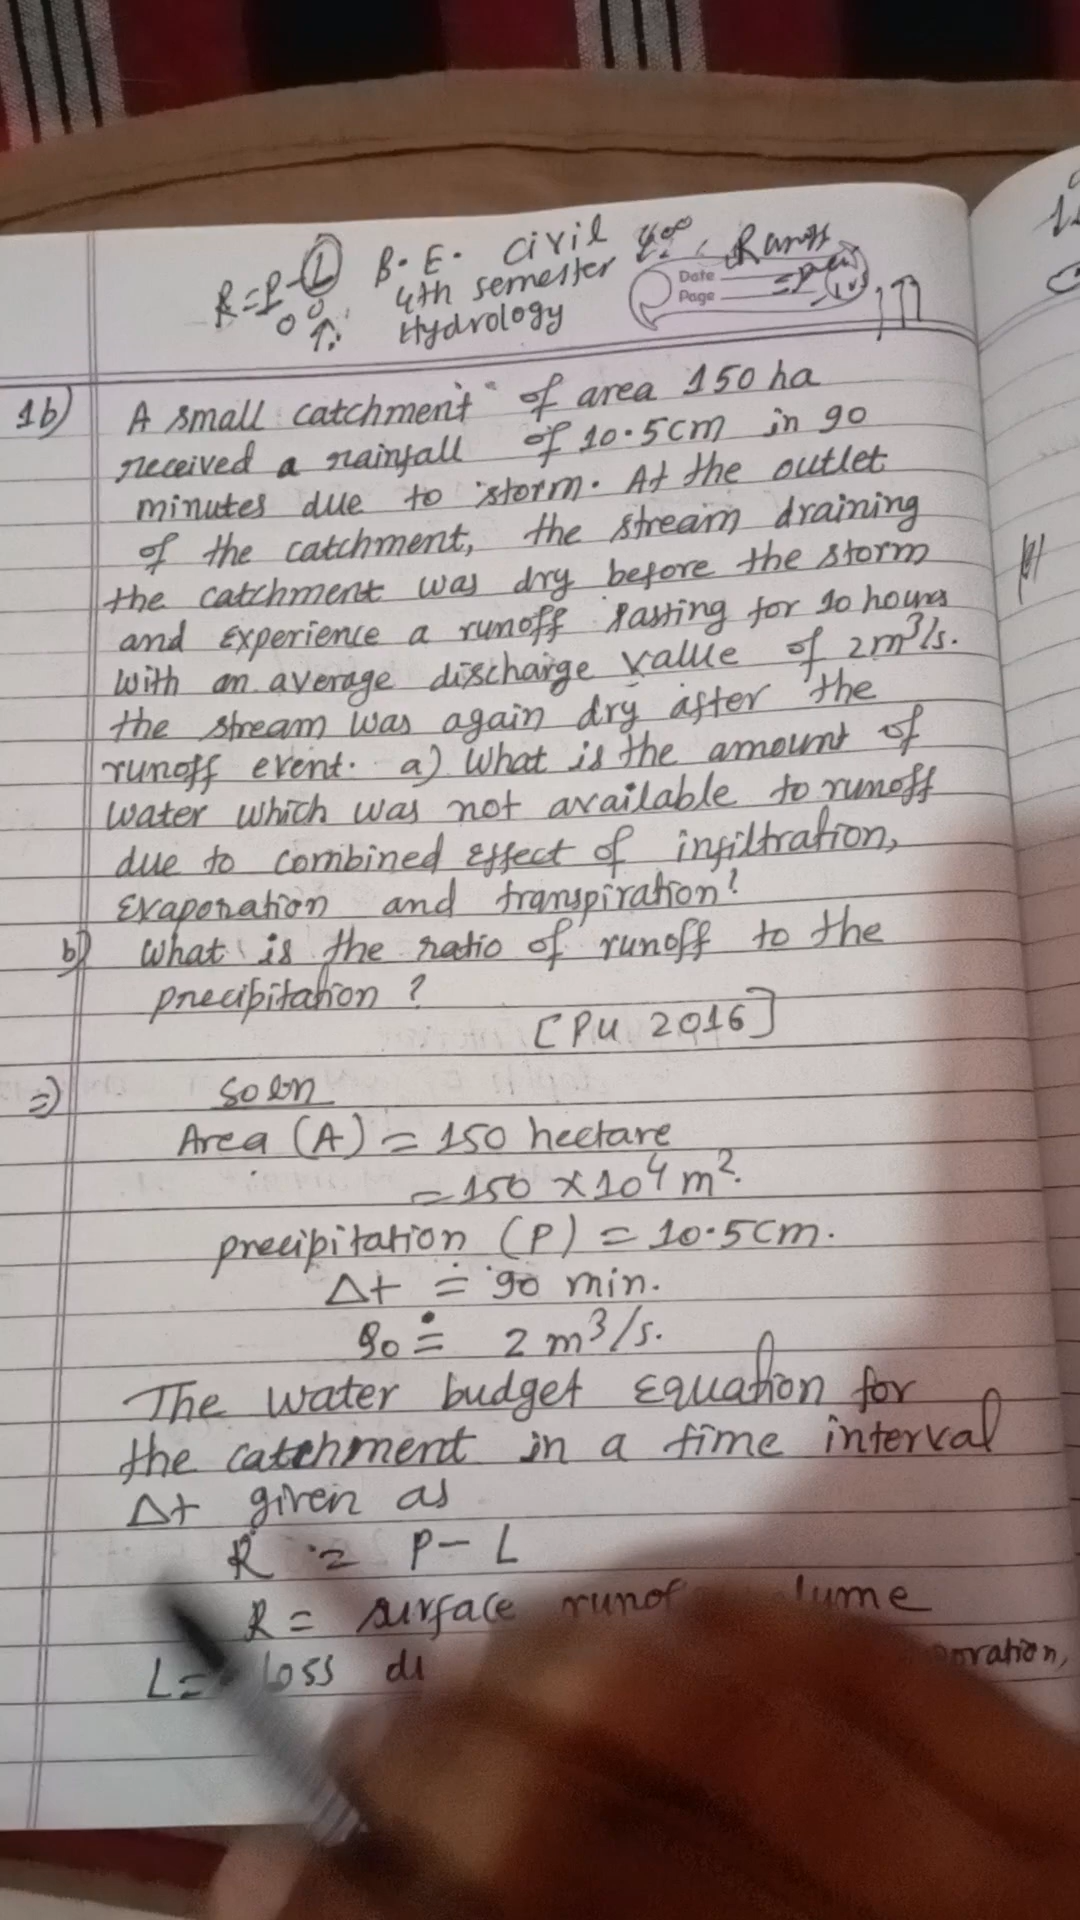 R=P-L B.E. Civil
4th semester
Hydrology
Date
Page
1b) A small catchment of area 150 ha
received a rainfall of 10.5cm in 90
minutes due to storm. At the outlet
of the catchment, the stream draining
the catchment was dry before the storm
and Experience a runoff lasting for 10 hours
with an average discharge value of 2m³/s.
the stream was again dry after the
runoff event. a) What is the amount of
water which was not available to runoff
due to combined effect of infiltration,
Evaporation and transpiration?
b) What is the ratio of runoff to the
precipitation ?
[PU 2016]
=) Soln
Area (A) = 150 hectare
= 150 x 10⁴ m².
precipitation (P) = 10.5cm.
Δt = 90 min.
= 2 m³/s.
The water budget Equation for
the catchment in a time interval
Δt given as
R = P - L
R = surface
L = loss